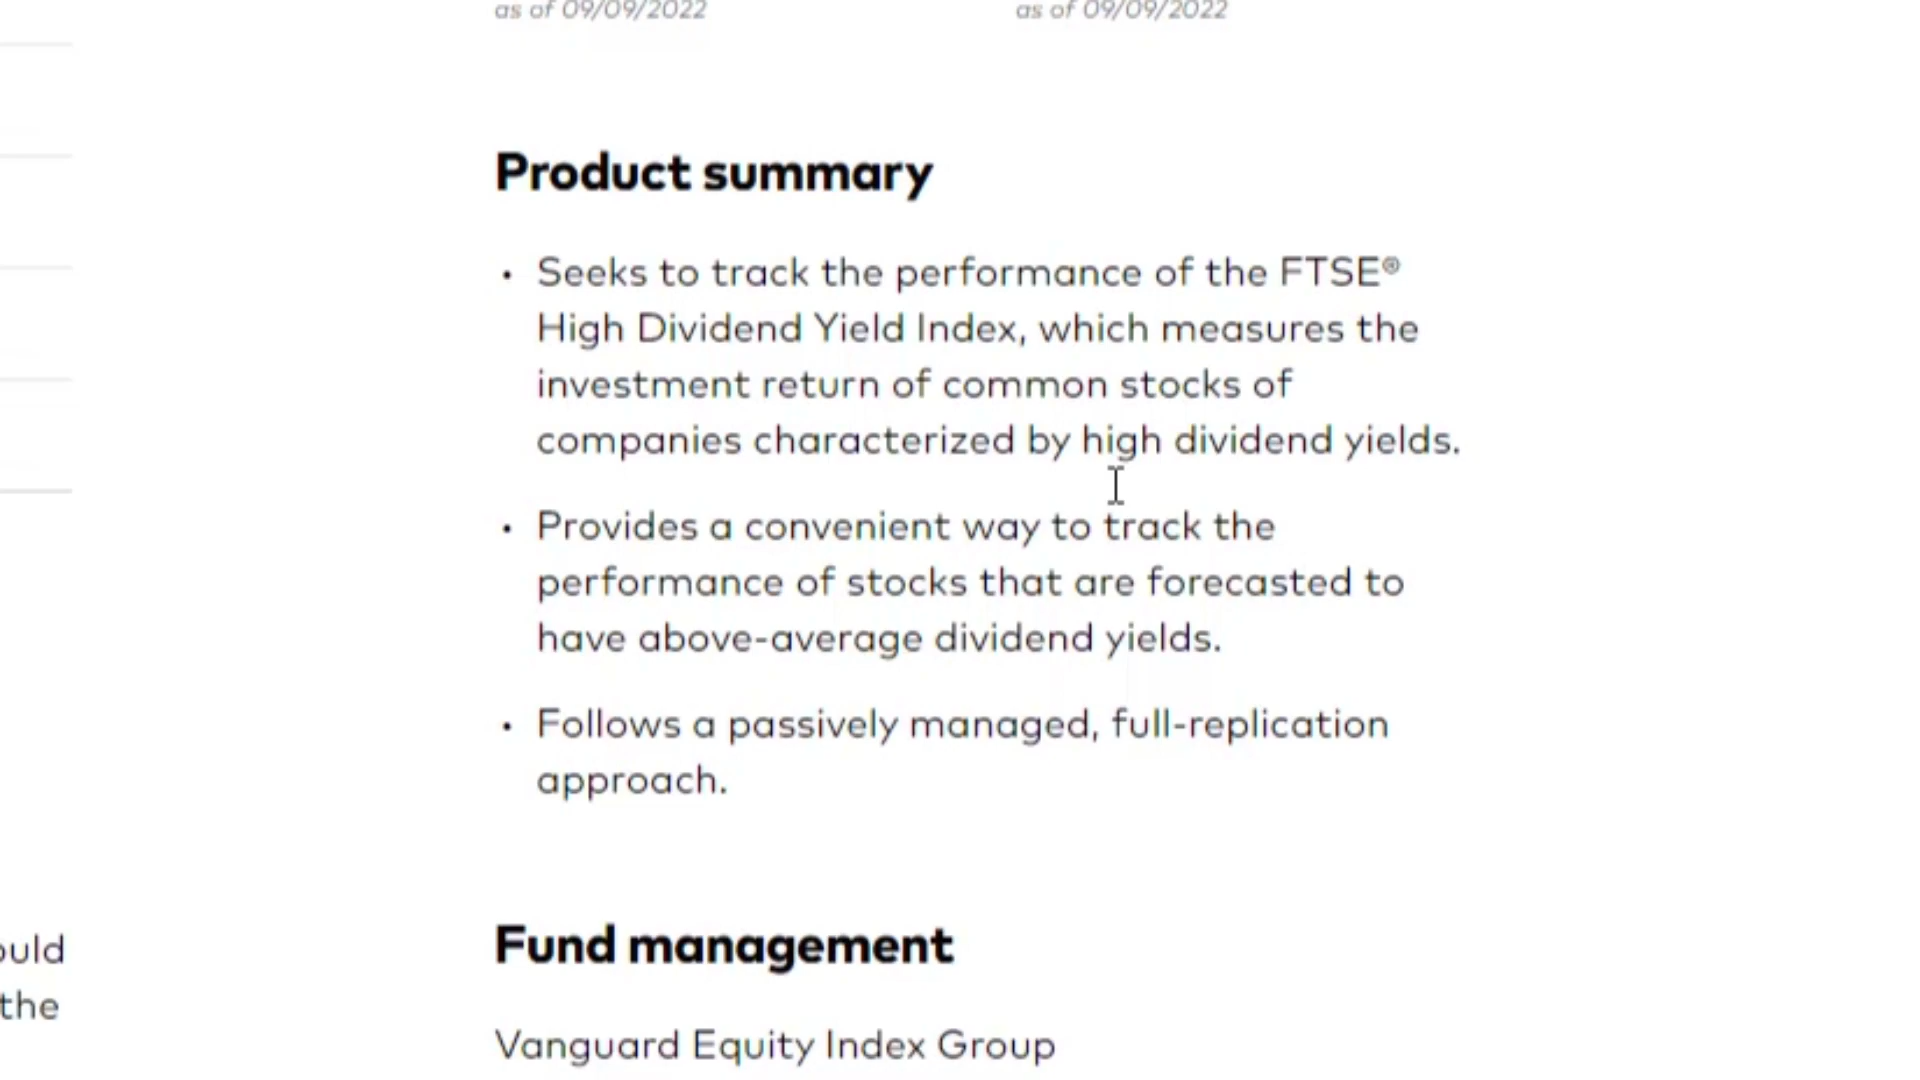 as of 09/09/2022 as of 09/09/2022
Product summary
• Seeks to track the performance of the FTSE®
High Dividend Yield Index, which measures the
investment return of common stocks of
companies characterized by high dividend yields.
• Provides a convenient way to track the
performance of stocks that are forecasted to
have above-average dividend yields.
• Follows a passively managed, full-replication
approach.
ould
the
Fund management
Vanguard Equity Index Group